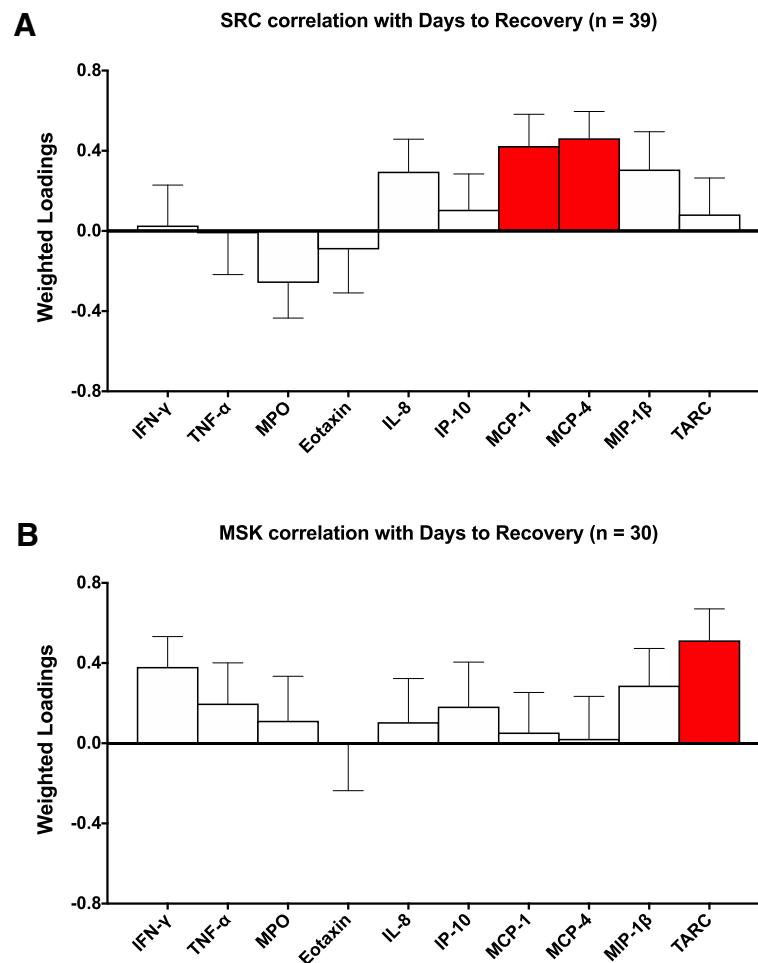 A
SRC correlation with Days to Recovery (n = 39)
Weighted Loadings
0.8
0.4
0.0
-0.4
-0.8
IFN-γ
TNF-α
MPO
Eotaxin
IL-8
IP-10
MCP-1
MCP-4
MIP-1β
TARC
B
MSK correlation with Days to Recovery (n = 30)
Weighted Loadings
0.8
0.4
0.0
-0.4
-0.8
IFN-γ
TNF-α
MPO
Eotaxin
IL-8
IP-10
MCP-1
MCP-4
MIP-1β
TARC